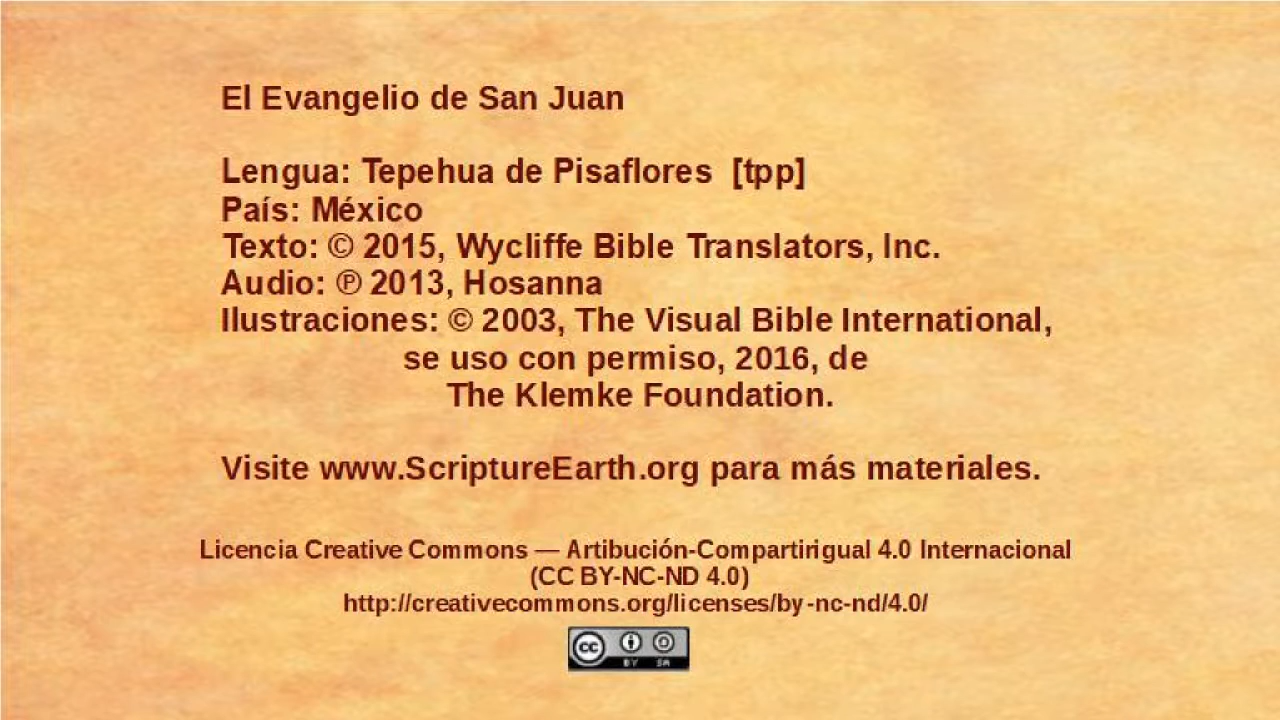 El Evangelio de San Juan
Lengua: Tepehua de Pisaflores [tpp]
País: México
Texto: © 2015, Wycliffe Bible Translators, Inc.
Audio: ℗ 2013, Hosanna
Ilustraciones: © 2003, The Visual Bible International,
se uso con permiso, 2016, de
The Klemke Foundation.
Visite www.ScriptureEarth.org para más materiales.
Licencia Creative Commons — Artibución-Compartirigual 4.0 Internacional
(CC BY-NC-ND 4.0)
http://creativecommons.org/licenses/by-nc-nd/4.0/
cc BY SA